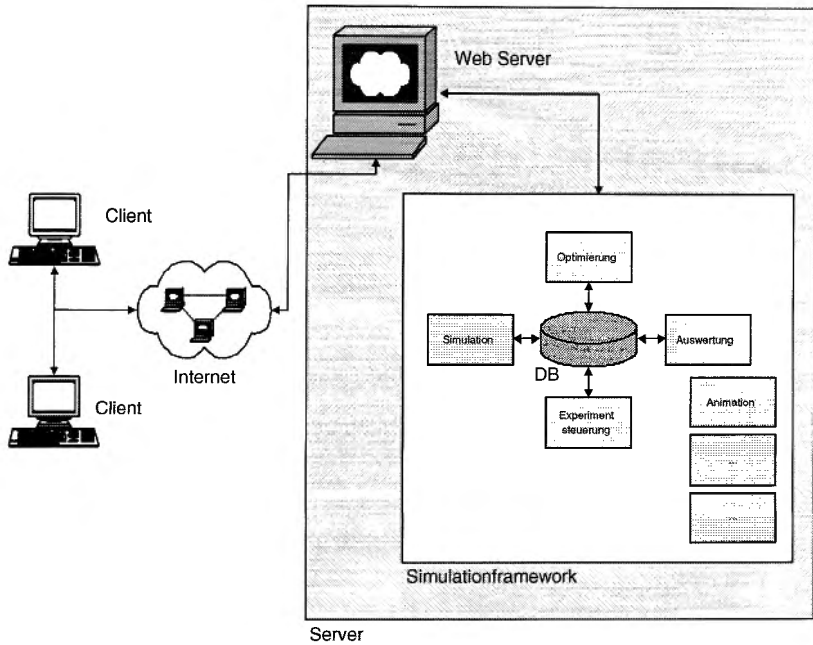 Web Server
Client
Internet
Client
Optimierung
Simulation
DB
Auswertung
Experiment
steuerung
Animation
...
...
Simulationframework
Server